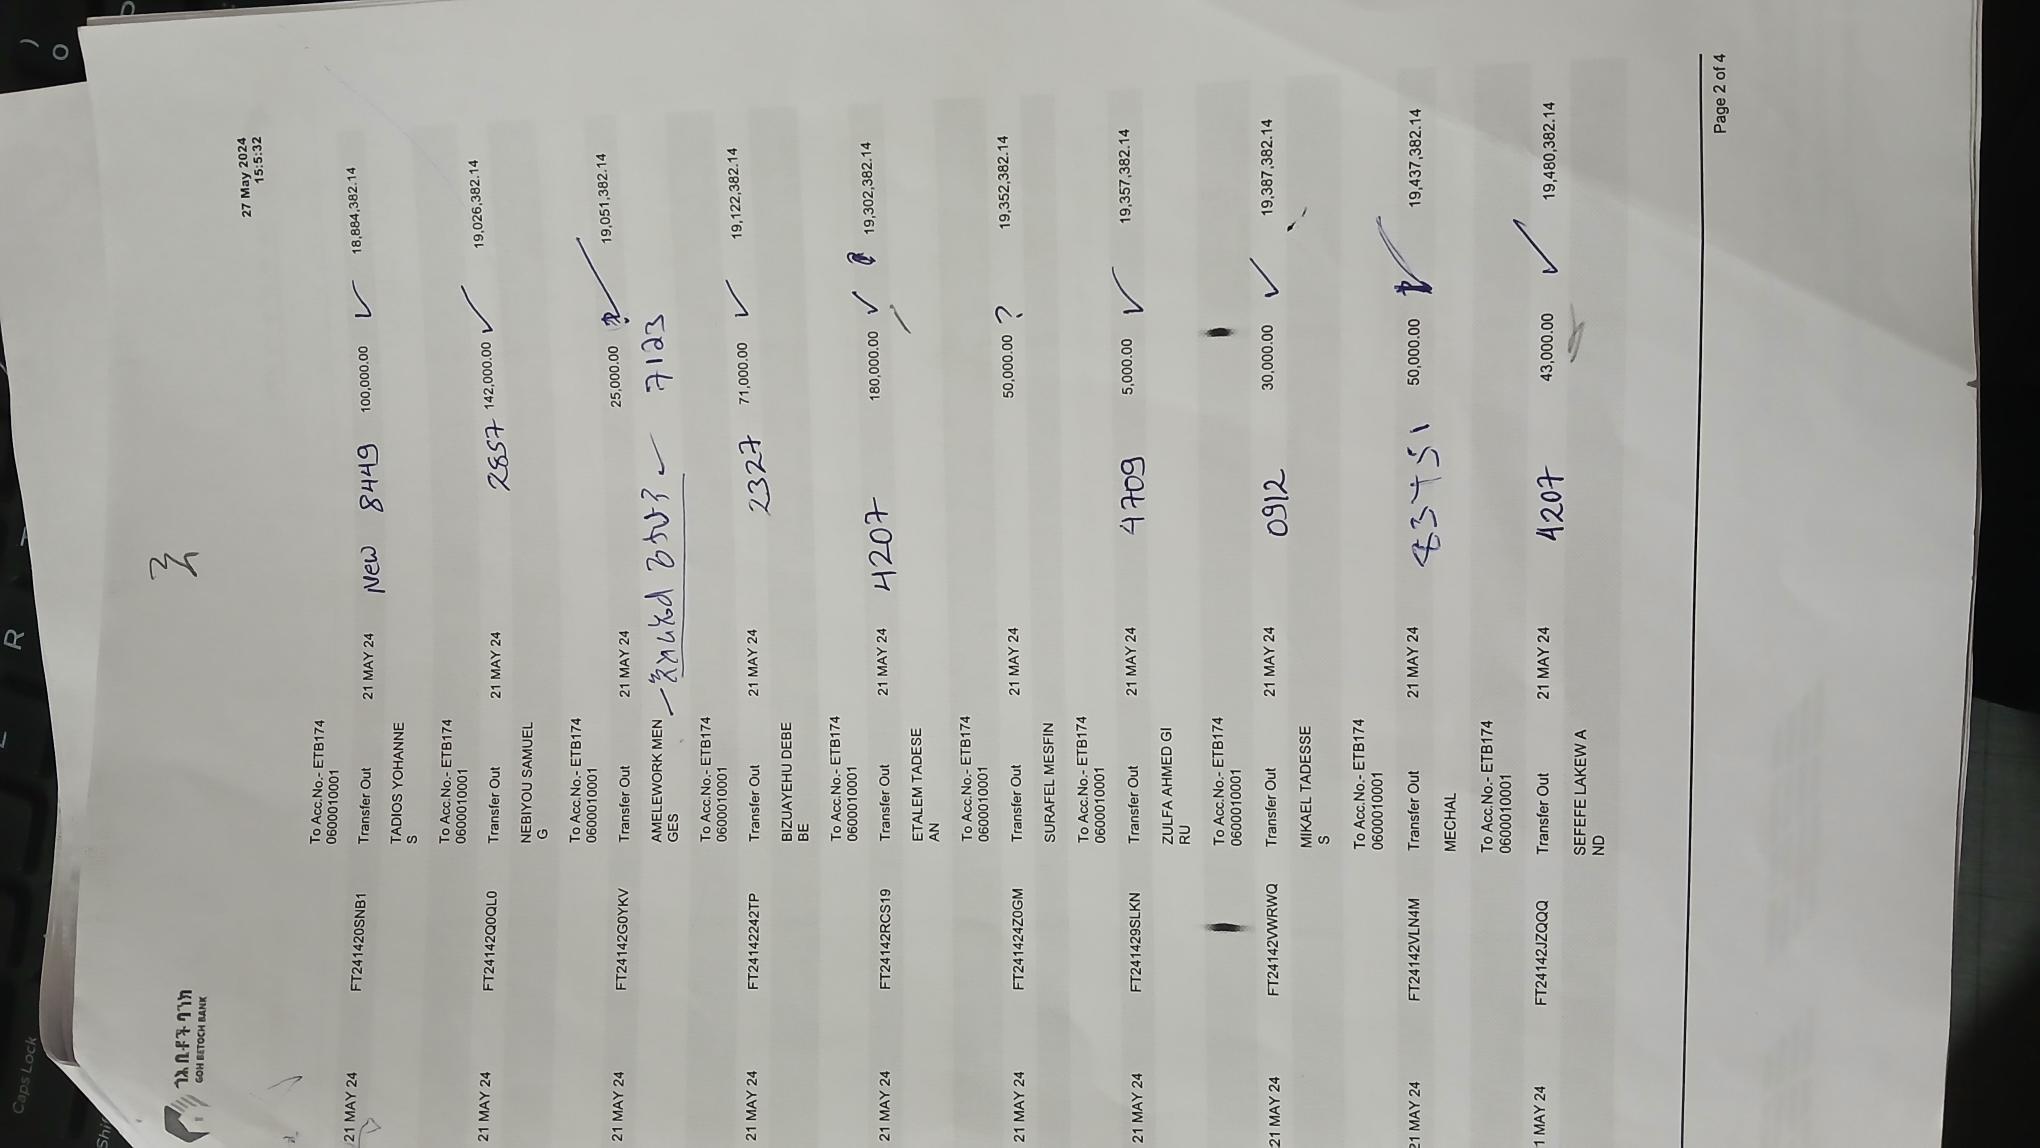 Caps Lock
R
Shif
)
O
P
ጎእ ቤቶች ባንክ
GOH BETOCH BANK
27 May 2024
15:5:32
To Acc.No.- ETB174
0600010001
21 MAY 24 FT241420SNB1 Transfer Out 21 MAY 24 New 8449 100,000.00 18,884,382.14
TADIOS YOHANNE
S
To Acc.No.- ETB174
0600010001
21 MAY 24 FT24142Q0QL0 Transfer Out 21 MAY 24 2857 142,000.00 19,026,382.14
NEBIYOU SAMUEL
G
To Acc.No.- ETB174
0600010001
21 MAY 24 FT24142G0YKV Transfer Out 21 MAY 24 25,000.00 19,051,382.14
AMELEWORK MEN 7123
GES
To Acc.No.- ETB174
0600010001
21 MAY 24 FT24142242TP Transfer Out 21 MAY 24 2327 71,000.00 19,122,382.14
BIZUAYEHU DEBE
BE
To Acc.No.- ETB174
0600010001
21 MAY 24 FT24142RCS19 Transfer Out 21 MAY 24 4207 180,000.00 19,302,382.14
ETALEM TADESE
AN
To Acc.No.- ETB174
0600010001
21 MAY 24 FT241424Z0GM Transfer Out 21 MAY 24 50,000.00 ? 19,352,382.14
SURAFEL MESFIN
To Acc.No.- ETB174
0600010001
21 MAY 24 FT241429SLKN Transfer Out 21 MAY 24 4709 5,000.00 19,357,382.14
ZULFA AHMED GI
RU
To Acc.No.- ETB174
0600010001
21 MAY 24 FT24142VWRWQ Transfer Out 21 MAY 24 0912 30,000.00 19,387,382.14
MIKAEL TADESSE
S
To Acc.No.- ETB174
0600010001
21 MAY 24 FT24142VLN4M Transfer Out 21 MAY 24 50,000.00 19,437,382.14
MECHAL
To Acc.No.- ETB174
0600010001
1 MAY 24 FT24142JZQQQ Transfer Out 21 MAY 24 4207 43,000.00 19,480,382.14
SEFEFE LAKEW A
ND
Page 2 of 4